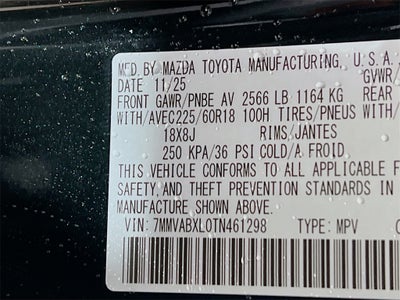 MFD BY MAZDA TOYOTA MANUFACTURING, U.S.A.
DATE 11/25 GVWR/
FRONT GAWR/PNBE AV 2566 LB 1164 KG REAR
WITH/AVEC225/60R18 100H TIRES/PNEUS WITH/
18X8J RIMS/JANTES
250 KPA/36 PSI COLD/A FROID.
THIS VEHICLE CONFORMS TO ALL APPLICABLE F
SAFETY, AND THEFT PREVENTION STANDARDS IN
MANUFACTURE SHOWN ABOVE.
VIN: 7MMVABXL0TN461298 TYPE: MPV